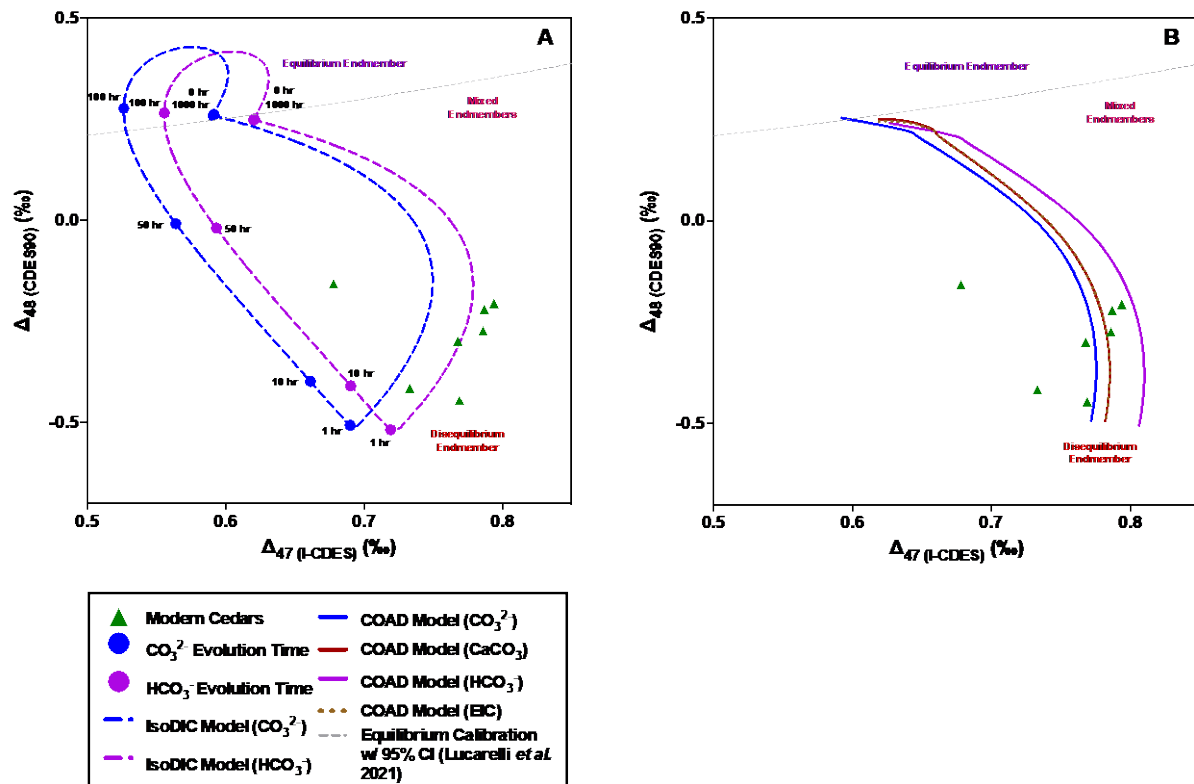 A
0.5
0.0
-0.5
Δ48 (CDES90) (‰)
0.5
0.6
0.7
0.8
Δ47 (I-CDES) (‰)
Equilibrium Endmember
Mixed
Endmembers
Disequilibrium
Endmember
0 hr
0 hr
100 hr
100 hr
1000 hr
1000 hr
50 hr
50 hr
10 hr
10 hr
1 hr
1 hr
B
0.5
0.0
-0.5
Δ48 (CDES90) (‰)
0.5
0.6
0.7
0.8
Δ47 (I-CDES) (‰)
Equilibrium Endmember
Mixed
Endmembers
Disequilibrium
Endmember
Modern Cedars
CO₃²⁻ Evolution Time
HCO₃⁻ Evolution Time
IsoDIC Model (CO₃²⁻)
IsoDIC Model (HCO₃⁻)
COAD Model (CO₃²⁻)
COAD Model (CaCO₃)
COAD Model (HCO₃⁻)
COAD Model (EIC)
Equilibrium Calibration
w/ 95% CI (Lucarelli et al.
2021)